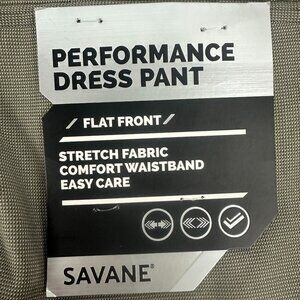 PERFORMANCE
DRESS PANT
/ FLAT FRONT /
STRETCH FABRIC
COMFORT WAISTBAND
EASY CARE
SAVANE®